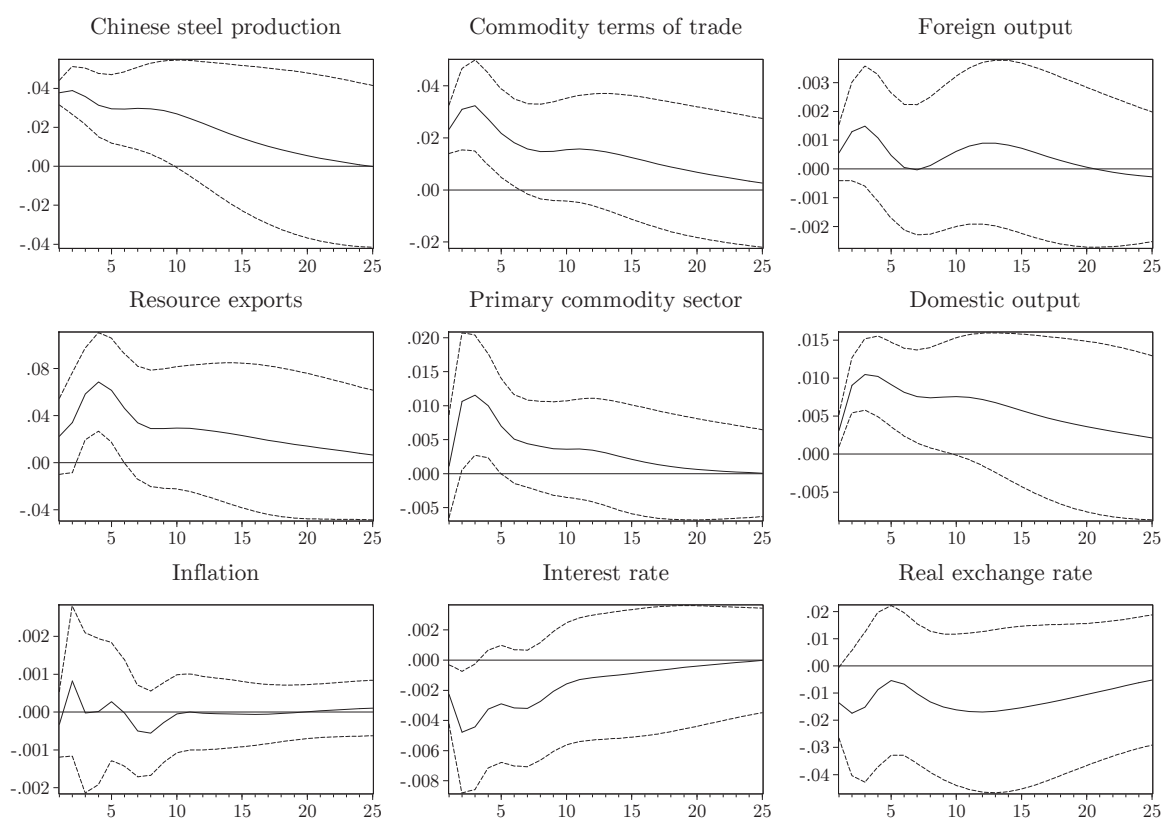 Chinese steel production
Commodity terms of trade
Foreign output
.04
.02
.00
-.02
-.04
5 10 15 20 25
.04
.02
.00
-.02
5 10 15 20 25
.003
.002
.001
.000
-.001
-.002
5 10 15 20 25
Resource exports
Primary commodity sector
Domestic output
.08
.04
.00
-.04
5 10 15 20 25
.020
.015
.010
.005
.000
-.005
5 10 15 20 25
.015
.010
.005
.000
-.005
5 10 15 20 25
Inflation
Interest rate
Real exchange rate
.002
.001
.000
-.001
-.002
5 10 15 20 25
.002
.000
-.002
-.004
-.006
-.008
5 10 15 20 25
.02
.01
.00
-.01
-.02
-.03
-.04
5 10 15 20 25